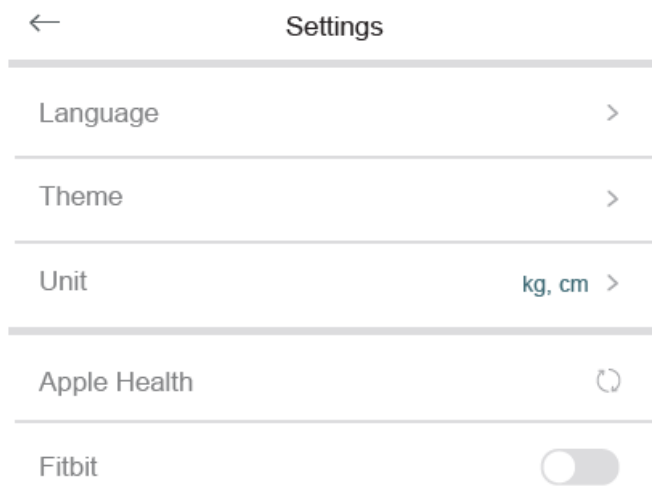 Settings
Language
Theme
Unit kg, cm
Apple Health
Fitbit